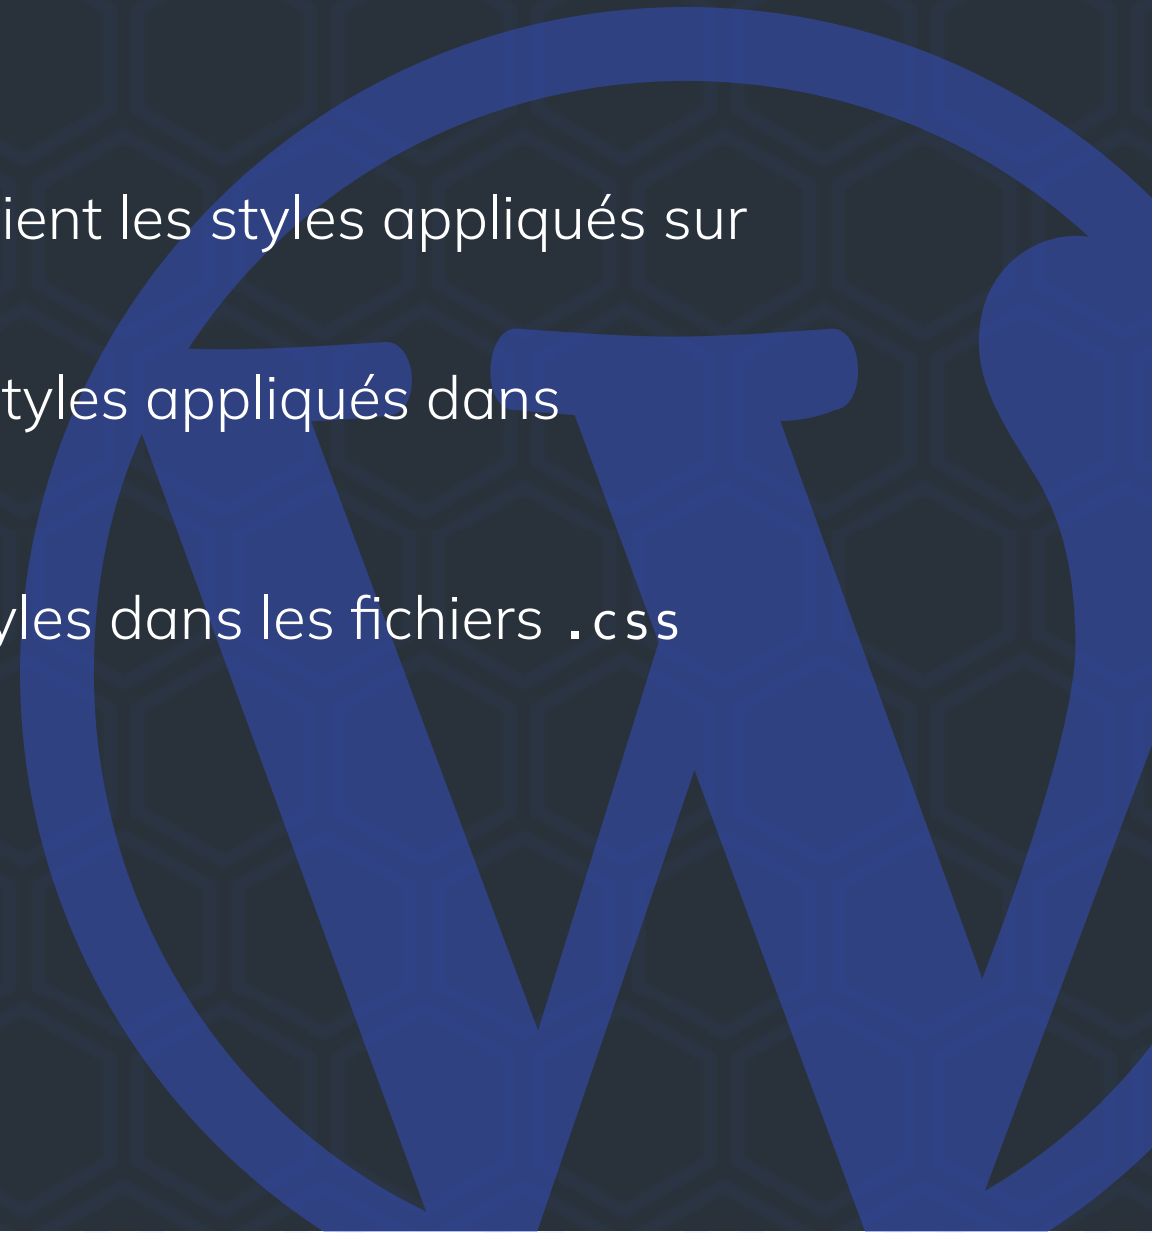 ient les styles appliqués sur
tyles appliqués dans
yles dans les fichiers .css